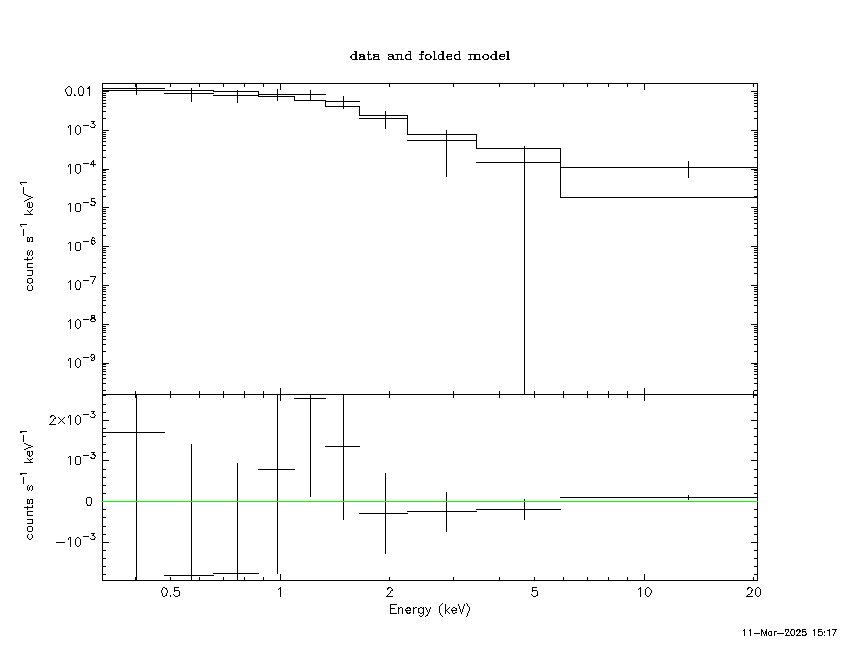 data and folded model
counts s⁻¹ keV⁻¹
0.01
10⁻³
10⁻⁴
10⁻⁵
10⁻⁶
10⁻⁷
10⁻⁸
10⁻⁹
counts s⁻¹ keV⁻¹
2×10⁻³
10⁻³
0
−10⁻³
0.5 1 2 5 10 20
Energy (keV)
11−Mar−2025 15:17